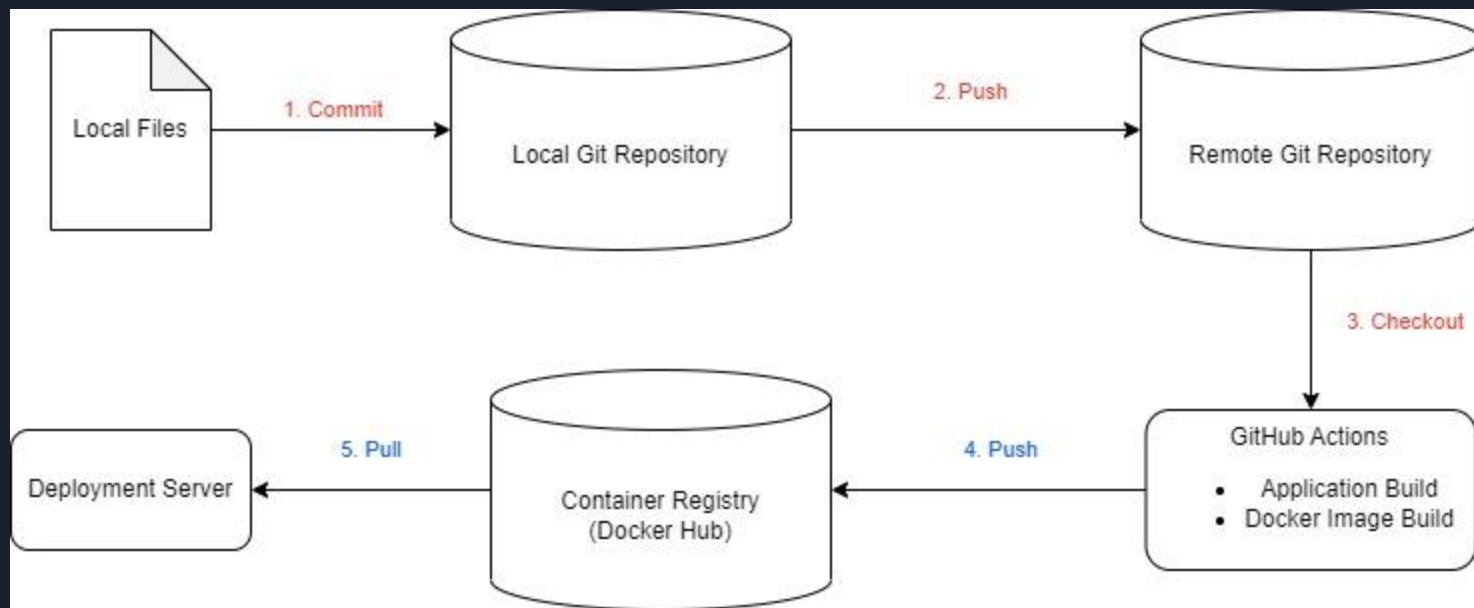 Local Files
1. Commit
Local Git Repository
2. Push
Remote Git Repository
3. Checkout
GitHub Actions
• Application Build
• Docker Image Build
4. Push
Container Registry
(Docker Hub)
5. Pull
Deployment Server